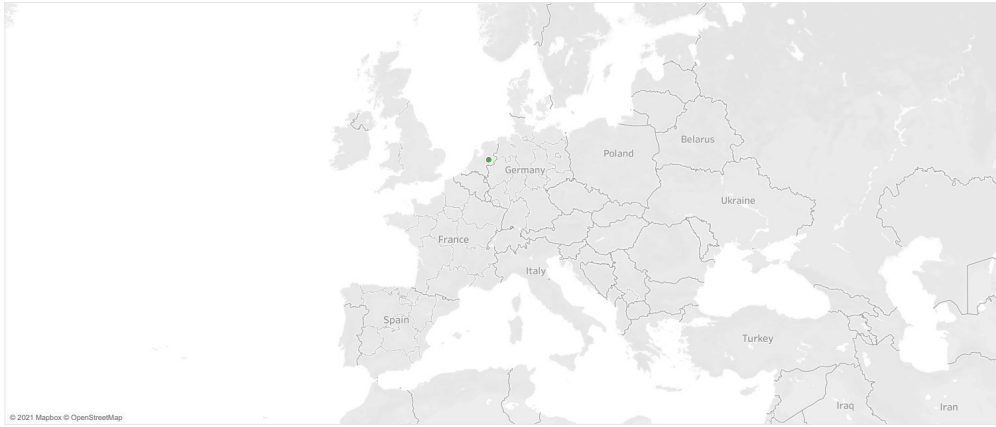 Belarus
Poland
Germany
Ukraine
France
Italy
Spain
Turkey
Iraq
Iran
© 2021 Mapbox © OpenStreetMap